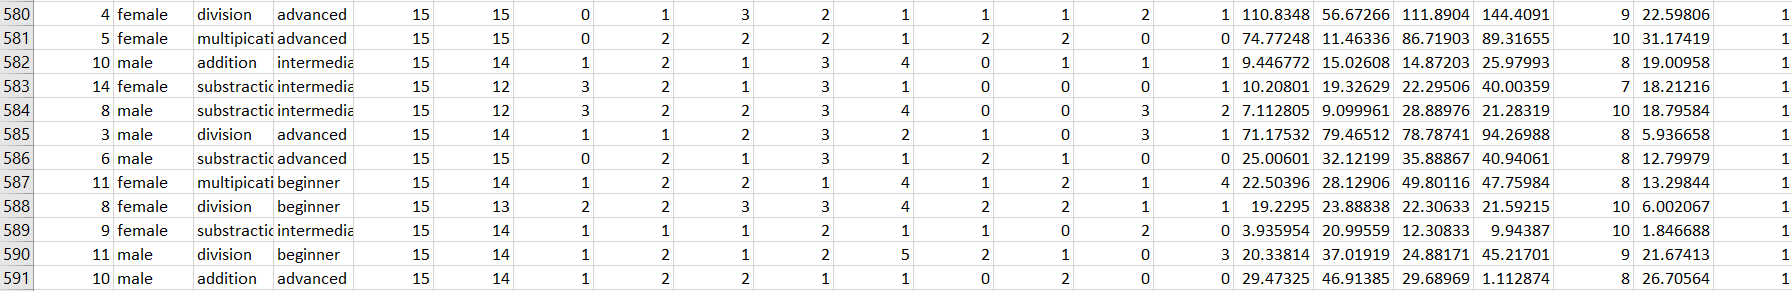 580 4 female division advanced 15 15 0 1 3 2 1 1 1 2 1 110.8348 56.67266 111.8904 144.4091 9 22.59806 1
581 5 female multipicati advanced 15 15 0 2 2 2 1 2 2 0 0 74.77248 11.46336 86.71903 89.31655 10 31.17419 1
582 10 male addition intermedia 15 14 1 2 1 3 4 0 1 1 1 9.446772 15.02608 14.87203 25.97993 8 19.00958 1
583 14 female substractic intermedia 15 12 3 2 1 3 1 0 0 0 1 10.20801 19.32629 22.29506 40.00359 7 18.21216 1
584 8 male substractic intermedia 15 12 3 2 2 3 4 0 0 3 2 7.112805 9.099961 28.88976 21.28319 10 18.79584 1
585 3 male division advanced 15 14 1 1 2 3 2 1 0 3 1 71.17532 79.46512 78.78741 94.26988 8 5.936658 1
586 6 male substractic advanced 15 15 0 2 1 3 1 2 1 0 0 25.00601 32.12199 35.88867 40.94061 8 12.79979 1
587 11 female multipicati beginner 15 14 1 2 2 1 4 1 2 1 4 22.50396 28.12906 49.80116 47.75984 8 13.29844 1
588 8 female division beginner 15 13 2 2 3 3 4 2 2 1 1 19.2295 23.88838 22.30633 21.59215 10 6.002067 1
589 9 female substractic intermedia 15 14 1 1 1 2 1 1 0 2 0 3.935954 20.99559 12.30833 9.94387 10 1.846688 1
590 11 male division beginner 15 14 1 2 1 2 5 2 1 0 3 20.33814 37.01919 24.88171 45.21701 9 21.67413 1
591 10 male addition advanced 15 14 1 2 2 1 1 0 2 0 0 29.47325 46.91385 29.68969 1.112874 8 26.70564 1